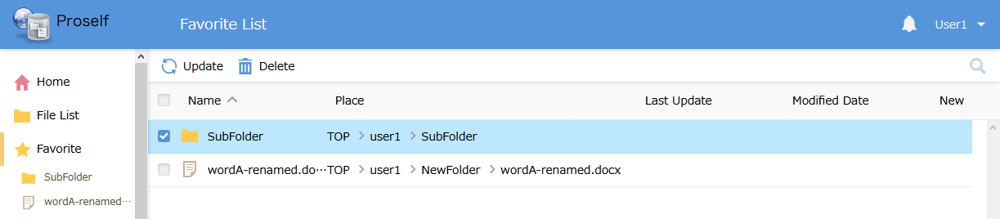 Proself
Favorite List
User1
Update Delete
Home
File List
Favorite
SubFolder
wordA-renamed···
Name Place Last Update Modified Date New
SubFolder TOP > user1 > SubFolder
wordA-renamed.do··· TOP > user1 > NewFolder > wordA-renamed.docx